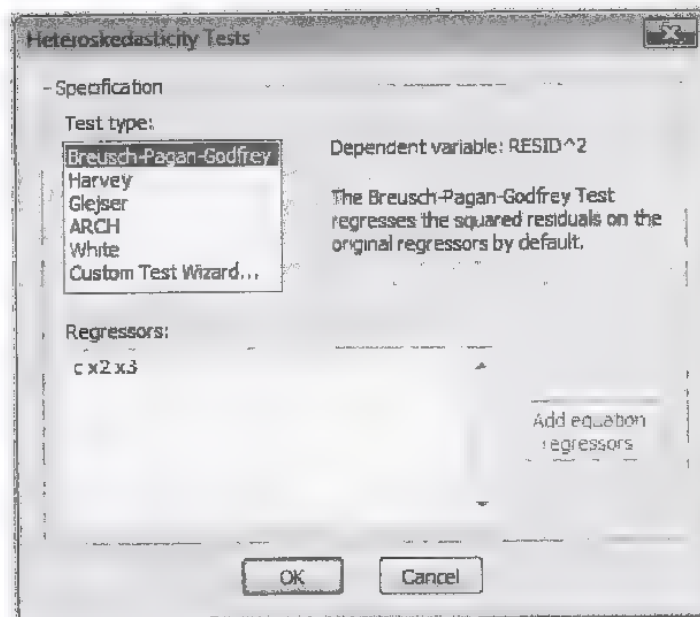 Heteroskedasticity Tests
Specification
Test type:
Breusch-Pagan-Godfrey
Harvey
Glejser
ARCH
White
Custom Test Wizard...
Dependent variable: RESID^2
The Breusch-Pagan-Godfrey Test
regresses the squared residuals on the
original regressors by default.
Regressors:
c x2 x3
Add equation
regressors
OK
Cancel